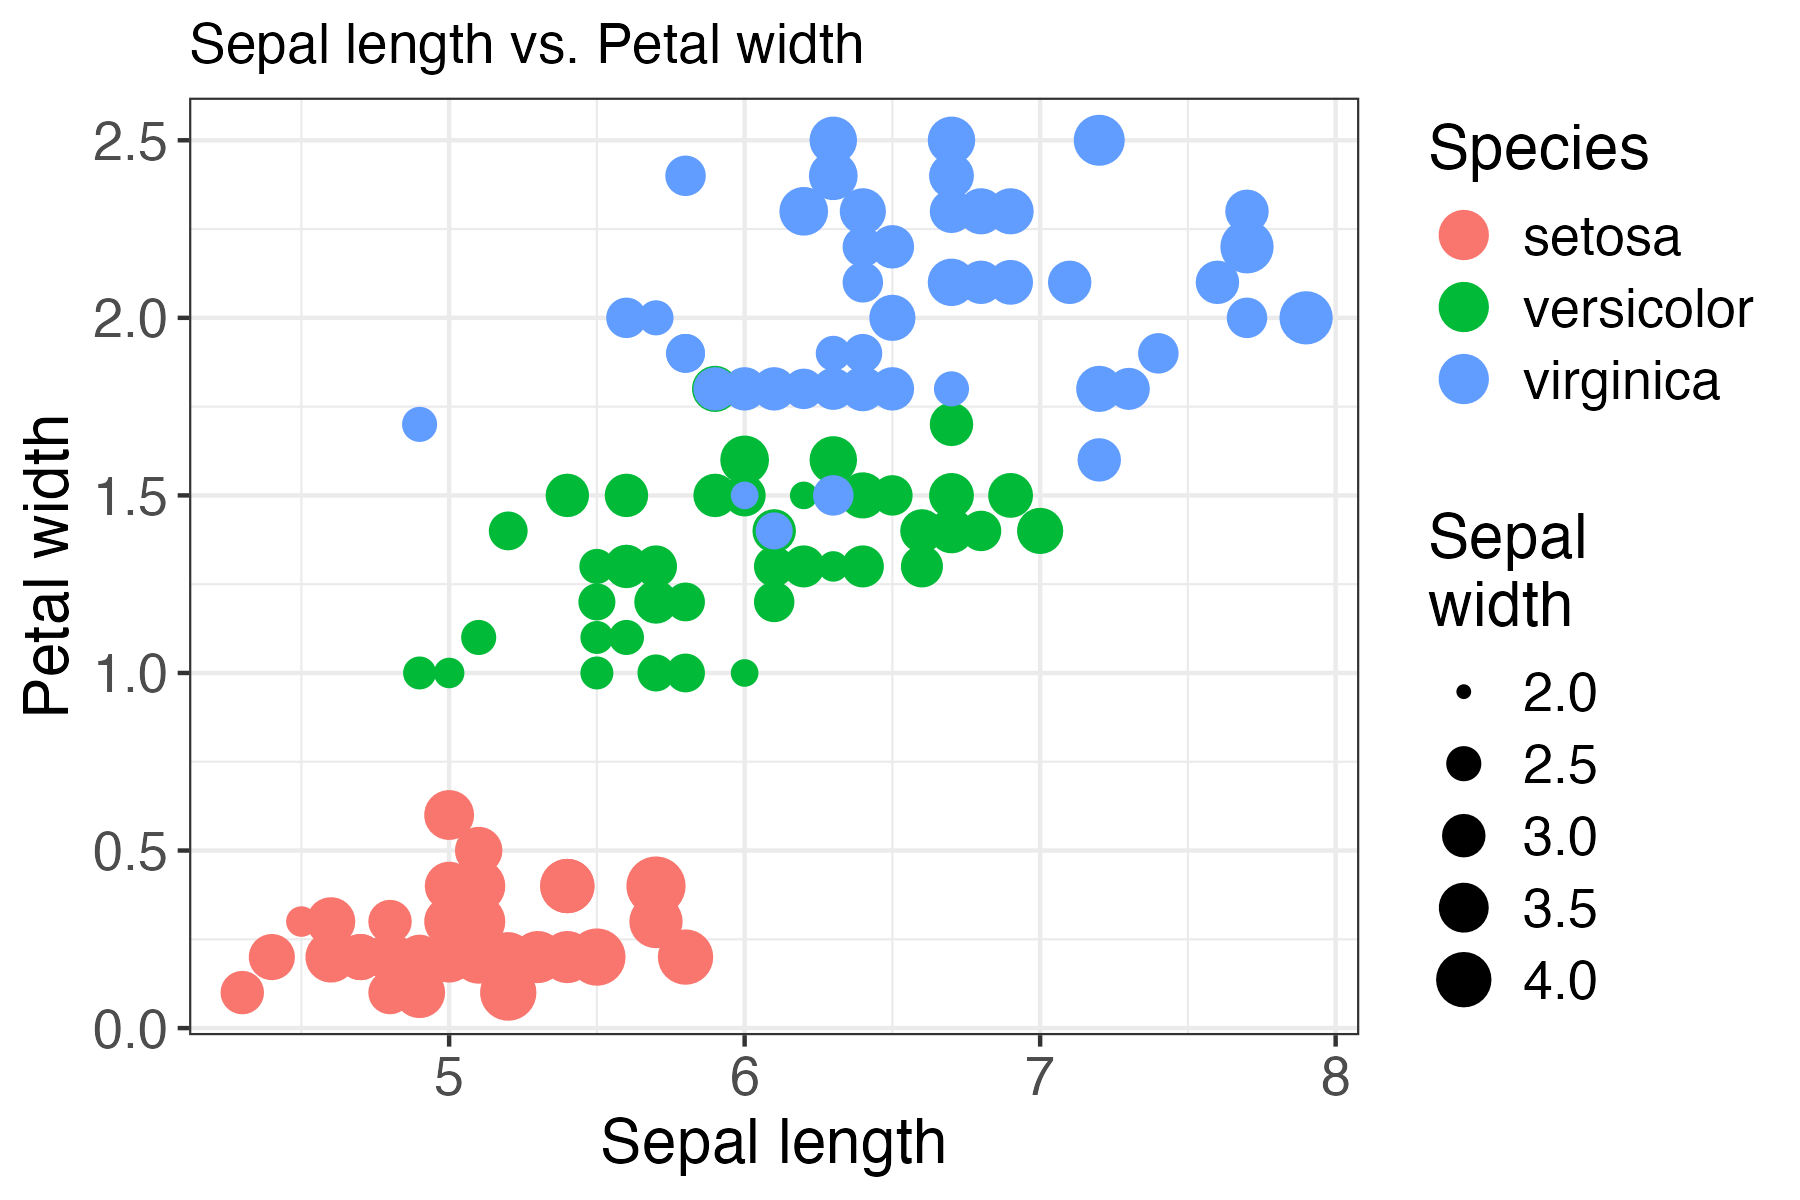 Sepal length vs. Petal width
2.5
2.0
1.5
1.0
0.5
0.0
Petal width
5 6 7 8
Sepal length
Species
setosa
versicolor
virginica
Sepal
width
2.0
2.5
3.0
3.5
4.0